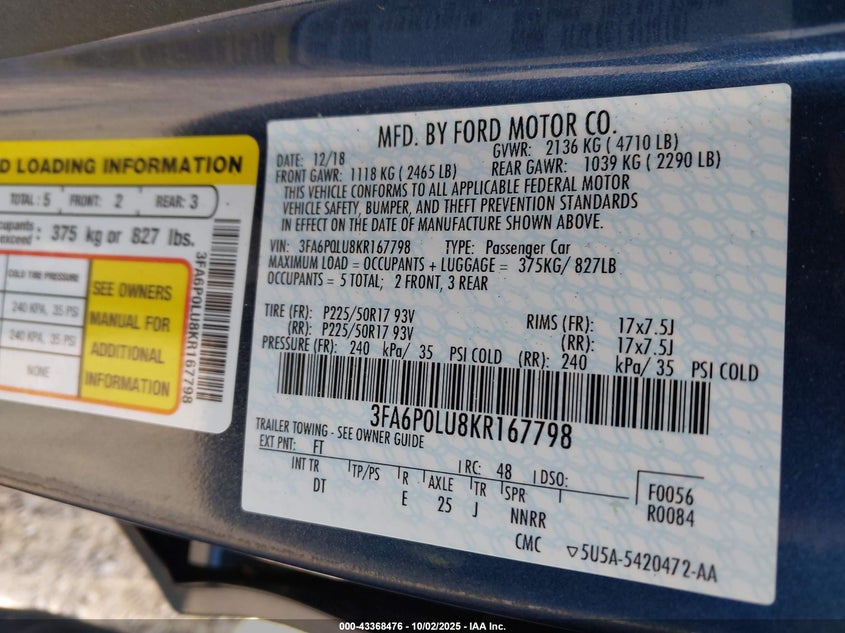 D LOADING INFORMATION
TOTAL: 5 FRONT: 2 REAR: 3
375 kg or 827 lbs.
COLD TIRE PRESSURE
240 KPA, 35 PSI
240 KPA, 35 PSI
NONE
SEE OWNERS
MANUAL FOR
ADDITIONAL
INFORMATION
3FA6P0LU8KR167798
MFD. BY FORD MOTOR CO.
DATE: 12/18 GVWR: 2136 KG ( 4710 LB)
FRONT GAWR: 1118 KG ( 2465 LB) REAR GAWR: 1039 KG ( 2290 LB)
THIS VEHICLE CONFORMS TO ALL APPLICABLE FEDERAL MOTOR
VEHICLE SAFETY, BUMPER, AND THEFT PREVENTION STANDARDS
IN EFFECT ON THE DATE OF MANUFACTURE SHOWN ABOVE.
VIN: 3FA6P0LU8KR167798 TYPE: Passenger Car
MAXIMUM LOAD = OCCUPANTS + LUGGAGE = 375KG/ 827LB
OCCUPANTS = 5 TOTAL; 2 FRONT, 3 REAR
TIRE (FR): P225/50R17 93V RIMS (FR): 17x7.5J
(RR): P225/50R17 93V (RR): 17x7.5J
PRESSURE (FR): 240 kPa/ 35 PSI COLD (RR): 240 kPa/ 35 PSI COLD
3FA6P0LU8KR167798
TRAILER TOWING - SEE OWNER GUIDE
EXT PNT: FT RC: 48 DSO:
INT TR TP/PS R AXLE TR SPR F0056
DT E 25 J NNRR R0084
CMC ▽5U5A-5420472-AA
000-43368476 - 10/02/2025 - IAA Inc.